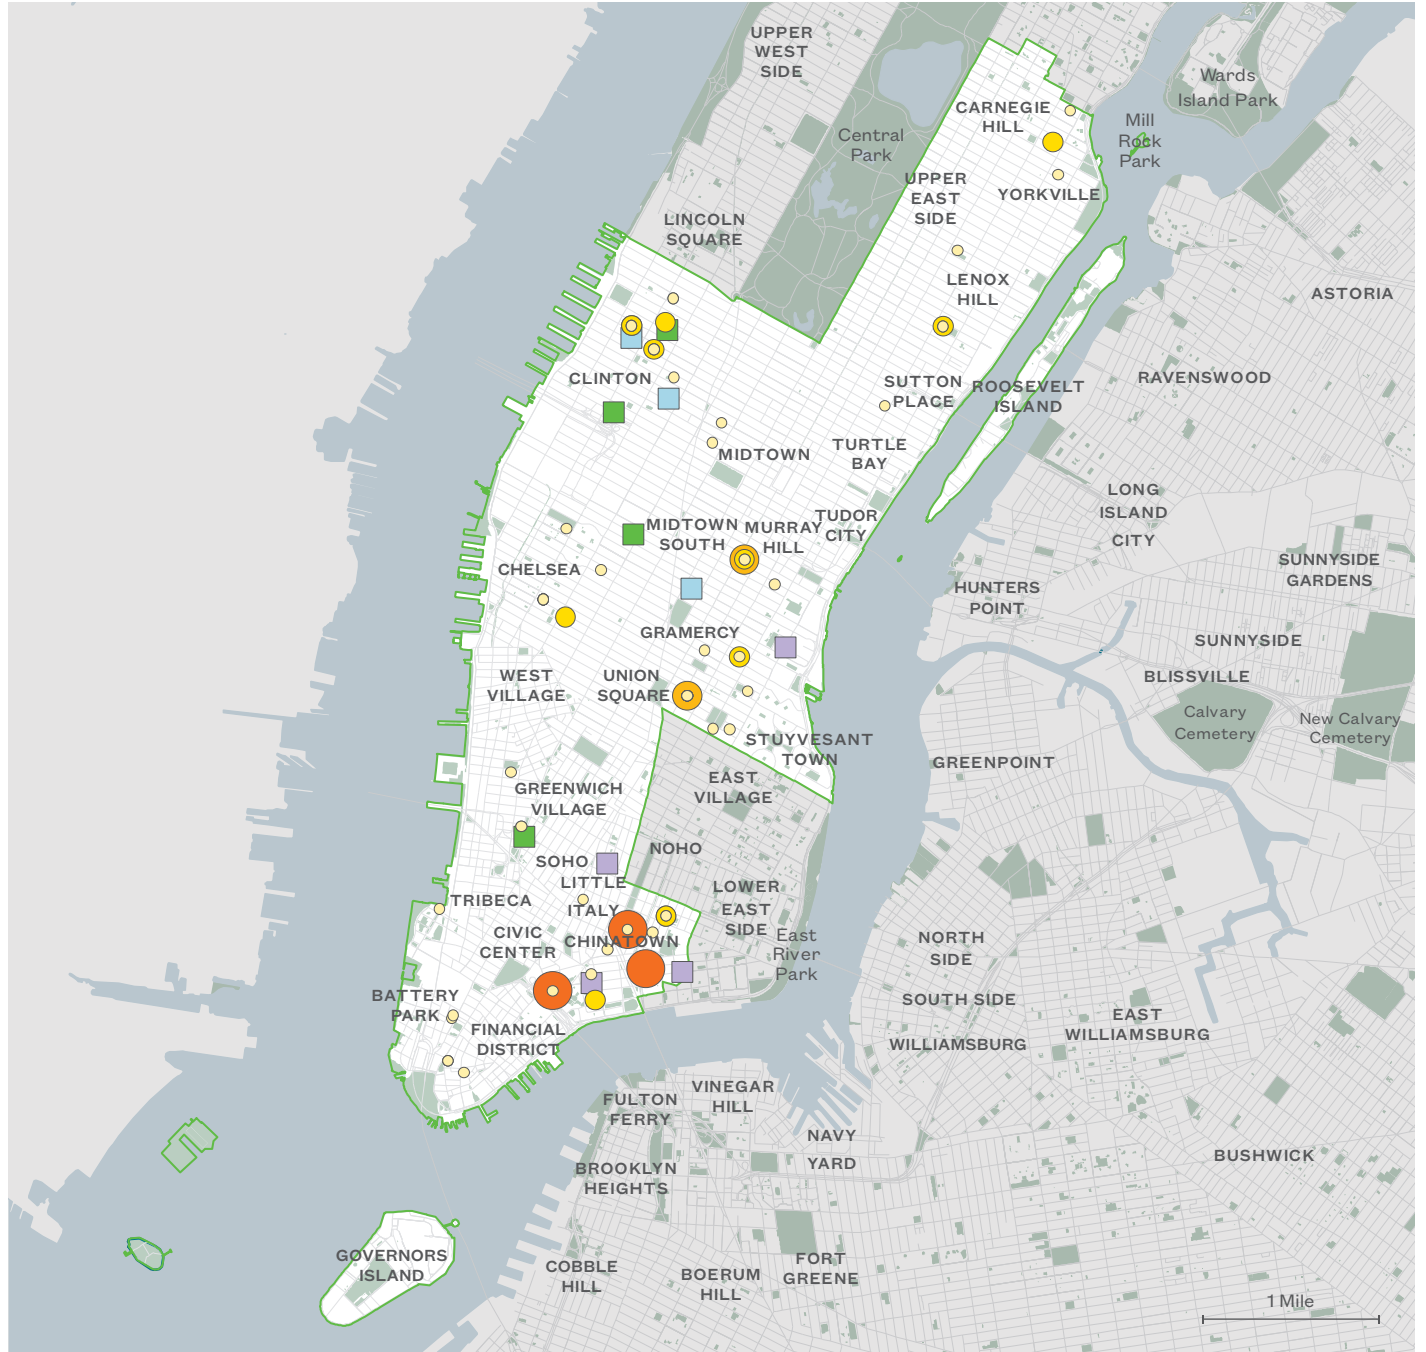 UPPER
WEST
SIDE
Wards
Island Park
CARNEGIE
HILL
Mill
Rock
Park
Central
Park
UPPER
EAST
SIDE
YORKVILLE
LINCOLN
SQUARE
LENOX
HILL
ASTORIA
CLINTON
SUTTON
PLACE
ROOSEVELT
ISLAND
RAVENSWOOD
MIDTOWN
TURTLE
BAY
LONG
ISLAND
CITY
MIDTOWN
SOUTH
MURRAY
HILL
TUDOR
CITY
CHELSEA
SUNNYSIDE
GARDENS
HUNTERS
POINT
GRAMERCY
SUNNYSIDE
WEST
VILLAGE
UNION
SQUARE
BLISSVILLE
Calvary
Cemetery
New Calvary
Cemetery
STUYVESANT
TOWN
GREENPOINT
EAST
VILLAGE
GREENWICH
VILLAGE
NOHO
SOHO
LITTLE
ITALY
LOWER
EAST
SIDE
TRIBECA
CIVIC
CENTER
CHINATOWN
East
River
Park
NORTH
SIDE
BATTERY
PARK
SOUTH SIDE
EAST
WILLIAMSBURG
FINANCIAL
DISTRICT
WILLIAMSBURG
VINEGAR
HILL
FULTON
FERRY
NAVY
YARD
BUSHWICK
BROOKLYN
HEIGHTS
GOVERNORS
ISLAND
COBBLE
HILL
BOERUM
HILL
FORT
GREENE
1 Mile